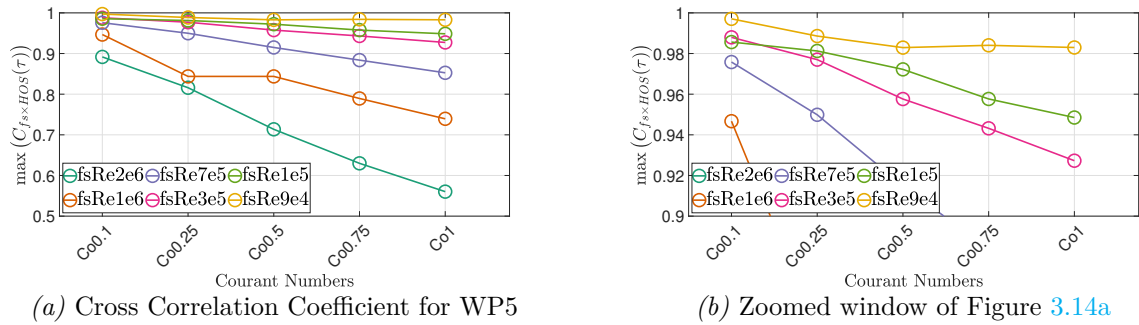 1
0.9
0.8
0.7
0.6
0.5
max (C_{fs×HOS}(τ))
fsRe2e6 fsRe7e5 fsRe1e5
fsRe1e6 fsRe3e5 fsRe9e4
Co0.1 Co0.25 Co0.5 Co0.75 Co1
Courant Numbers
(a) Cross Correlation Coefficient for WP5
1
0.98
0.96
0.94
0.92
0.9
max (C_{fs×HOS}(τ))
fsRe2e6 fsRe7e5 fsRe1e5
fsRe1e6 fsRe3e5 fsRe9e4
Co0.1 Co0.25 Co0.5 Co0.75 Co1
Courant Numbers
(b) Zoomed window of Figure 3.14a